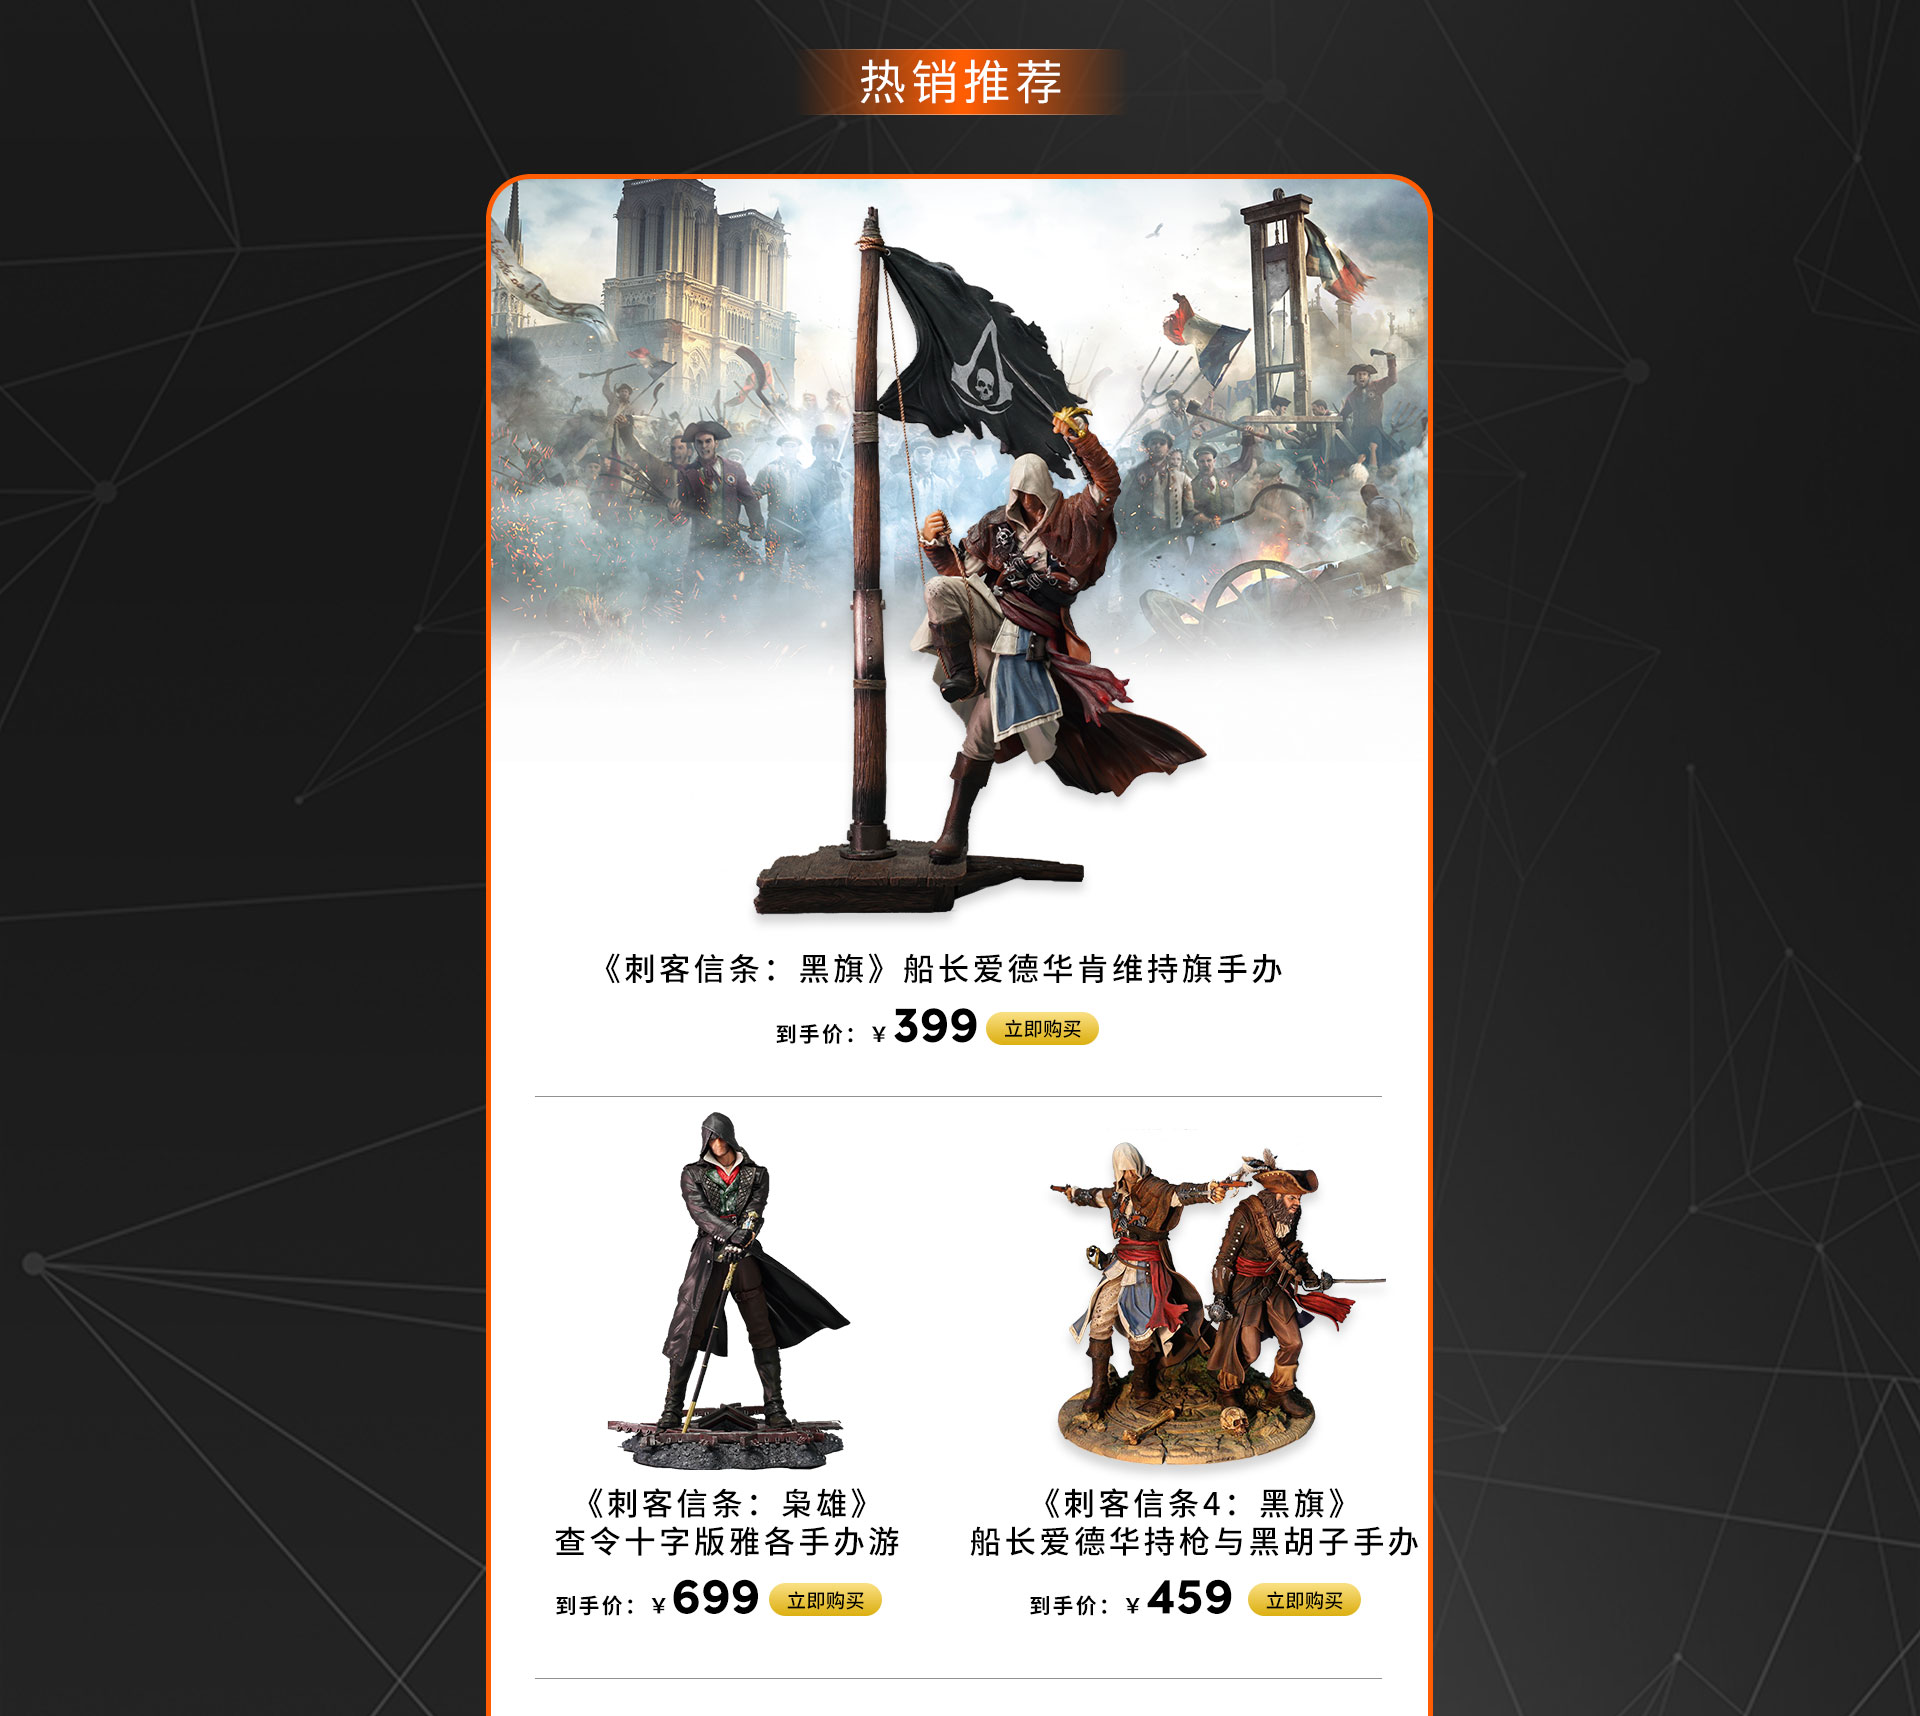 热销推荐
《刺客信条：黑旗》船长爱德华肯维持旗手办
到手价：￥399 立即购买
《刺客信条：枭雄》
查令十字版雅各手办游
到手价：￥699 立即购买
《刺客信条4：黑旗》
船长爱德华持枪与黑胡子手办
到手价：￥459 立即购买